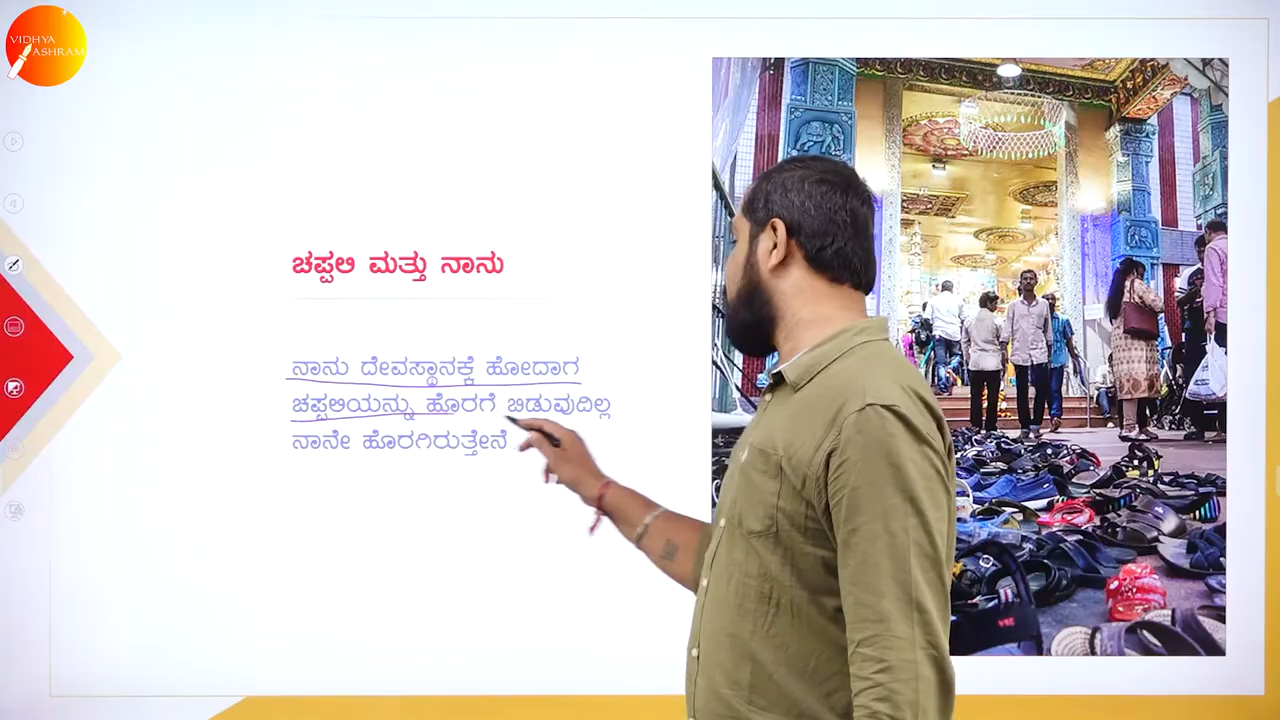 VIDHYA
ASHRAM
ಚಪ್ಪಲಿ ಮತ್ತು ನಾನು
ನಾನು ದೇವಸ್ಥಾನಕ್ಕೆ ಹೋದಾಗ
ಚಪ್ಪಲಿಯನ್ನು ಹೊರಗೆ ಬಿಡುವುದಿಲ್ಲ
ನಾನೇ ಹೊರಗಿರುತ್ತೇನೆ